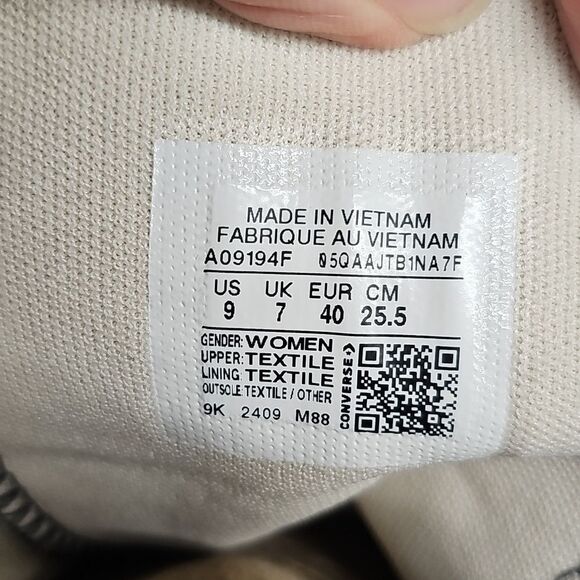 MADE IN VIETNAM
FABRIQUE AU VIETNAM
A09194F 05QAAJTB1NA7F
US UK EUR CM
9 7 40 25.5
GENDER: WOMEN
UPPER: TEXTILE
LINING: TEXTILE
OUTSOLE: TEXTILE / OTHER
9K 2409 M88
CONVERSE